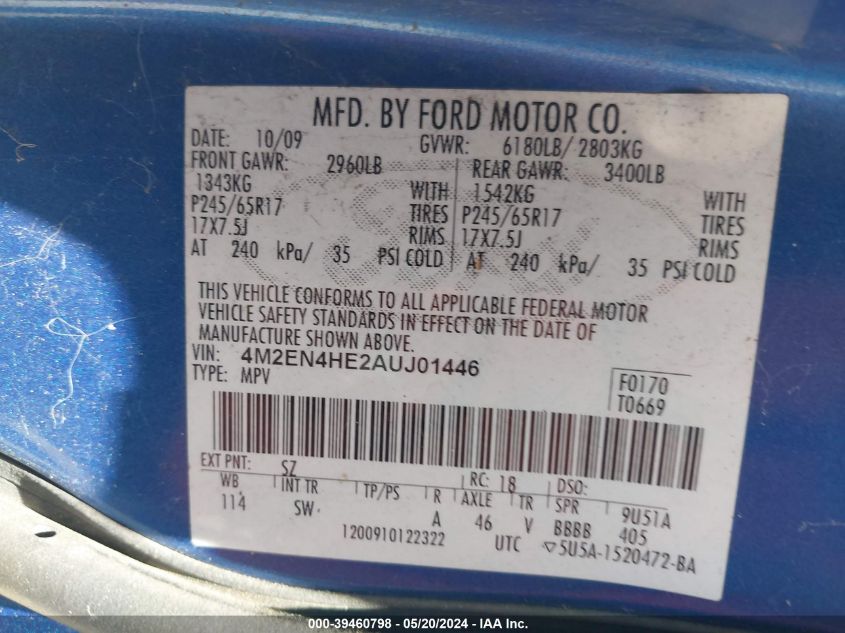 MFD. BY FORD MOTOR CO.
DATE: 10/09 GVWR: 6180LB/ 2803KG
FRONT GAWR: 2960LB REAR GAWR: 3400LB
1343KG WITH 1542KG WITH
P245/65R17 TIRES P245/65R17 TIRES
17X7.5J RIMS 17X7.5J RIMS
AT 240 kPa/ 35 PSI COLD AT 240 kPa/ 35 PSI COLD
THIS VEHICLE CONFORMS TO ALL APPLICABLE FEDERAL MOTOR
VEHICLE SAFETY STANDARDS IN EFFECT ON THE DATE OF
MANUFACTURE SHOWN ABOVE.
VIN: 4M2EN4HE2AUJ01446
TYPE: MPV
F0170
T0669
EXT PNT: SZ RC: 18 DSO:
WB INT TR TP/PS R AXLE TR SPR 9U51A
114 SW A 46 V BBBB 405
1200910122322 UTC 5U5A-1520472-BA
000-39460798 - 05/20/2024 - IAA Inc.